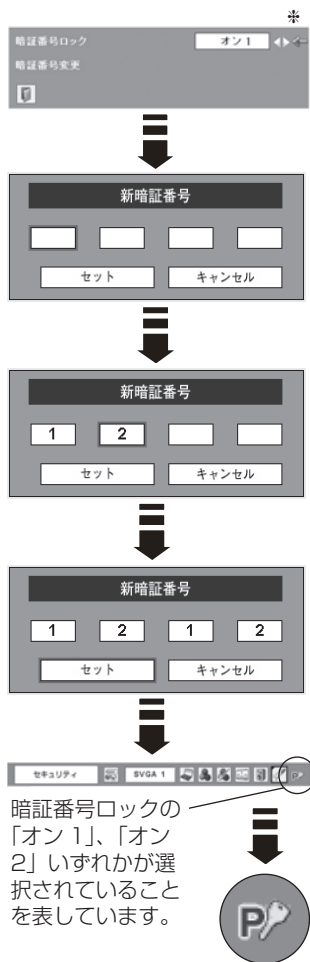 ※
暗証番号ロック オン 1
暗証番号変更
新暗証番号
セット キャンセル
新暗証番号
1 2
セット キャンセル
新暗証番号
1 2 1 2
セット キャンセル
セキュリティ SVGA 1
暗証番号ロックの
「オン 1」、「オン
2」いずれかが選
択されていること
を表しています。
P